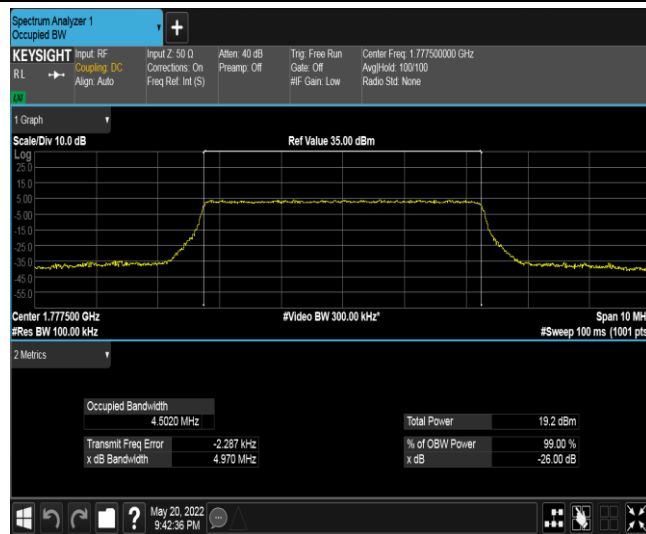 Spectrum Analyzer 1
Occupied BW
+
KEYSIGHT
RL
Input: RF
Coupling: DC
Align: Auto
Input Z: 50 Ω
Corrections: On
Freq Ref: Int (S)
Atten: 40 dB
Preamp: Off
Trig: Free Run
Gate: Off
#IF Gain: Low
Center Freq: 1.777500000 GHz
Avg|Hold: 100/100
Radio Std: None
1 Graph
Scale/Div 10.0 dB
Ref Value 35.00 dBm
Log
25.0
15.0
5.00
-5.00
-15.0
-25.0
-35.0
-45.0
-55.0
Center 1.777500 GHz
#Video BW 300.00 kHz*
Span 10 MH
#Res BW 100.00 kHz
#Sweep 100 ms (1001 pts
2 Metrics
Occupied Bandwidth
4.5020 MHz
Total Power 19.2 dBm
Transmit Freq Error -2.287 kHz
% of OBW Power 99.00 %
x dB Bandwidth 4.970 MHz
x dB -26.00 dB
?
May 20, 2022
9:42:36 PM